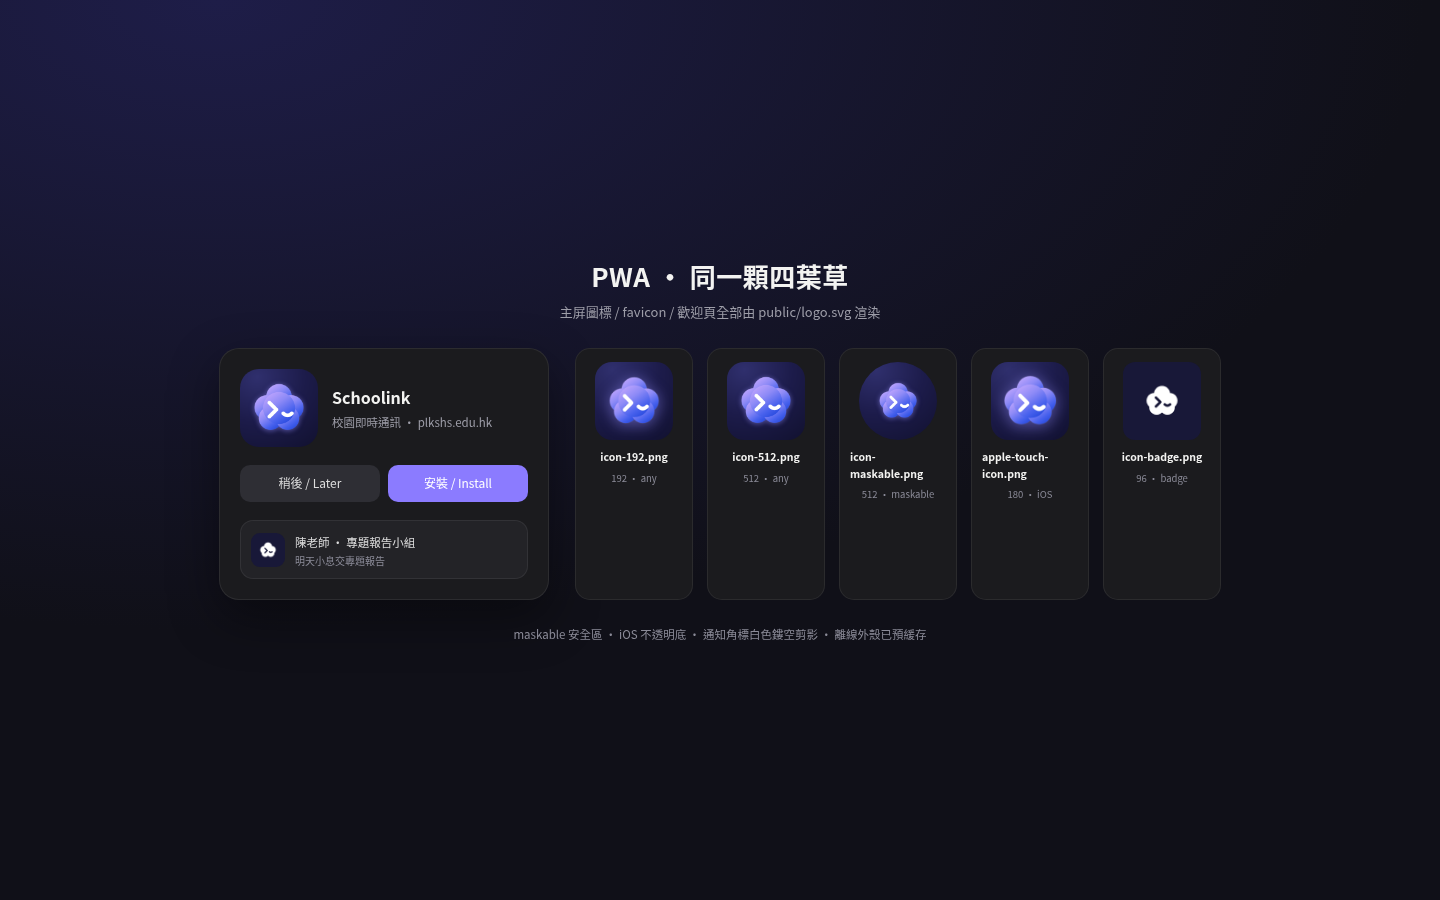 PWA · 同一顆四葉草
主屏圖標 / favicon / 歡迎頁全部由 public/logo.svg 渲染
Schoolink
校園即時通訊 · plkshs.edu.hk
稍後 / Later
安裝 / Install
陳老師 · 專題報告小組
明天小息交專題報告
icon-192.png
192 · any
icon-512.png
512 · any
icon-
maskable.png
512 · maskable
apple-touch-
icon.png
180 · iOS
icon-badge.png
96 · badge
maskable 安全區 · iOS 不透明底 · 通知角標白色鏤空剪影 · 離線外殼已預緩存